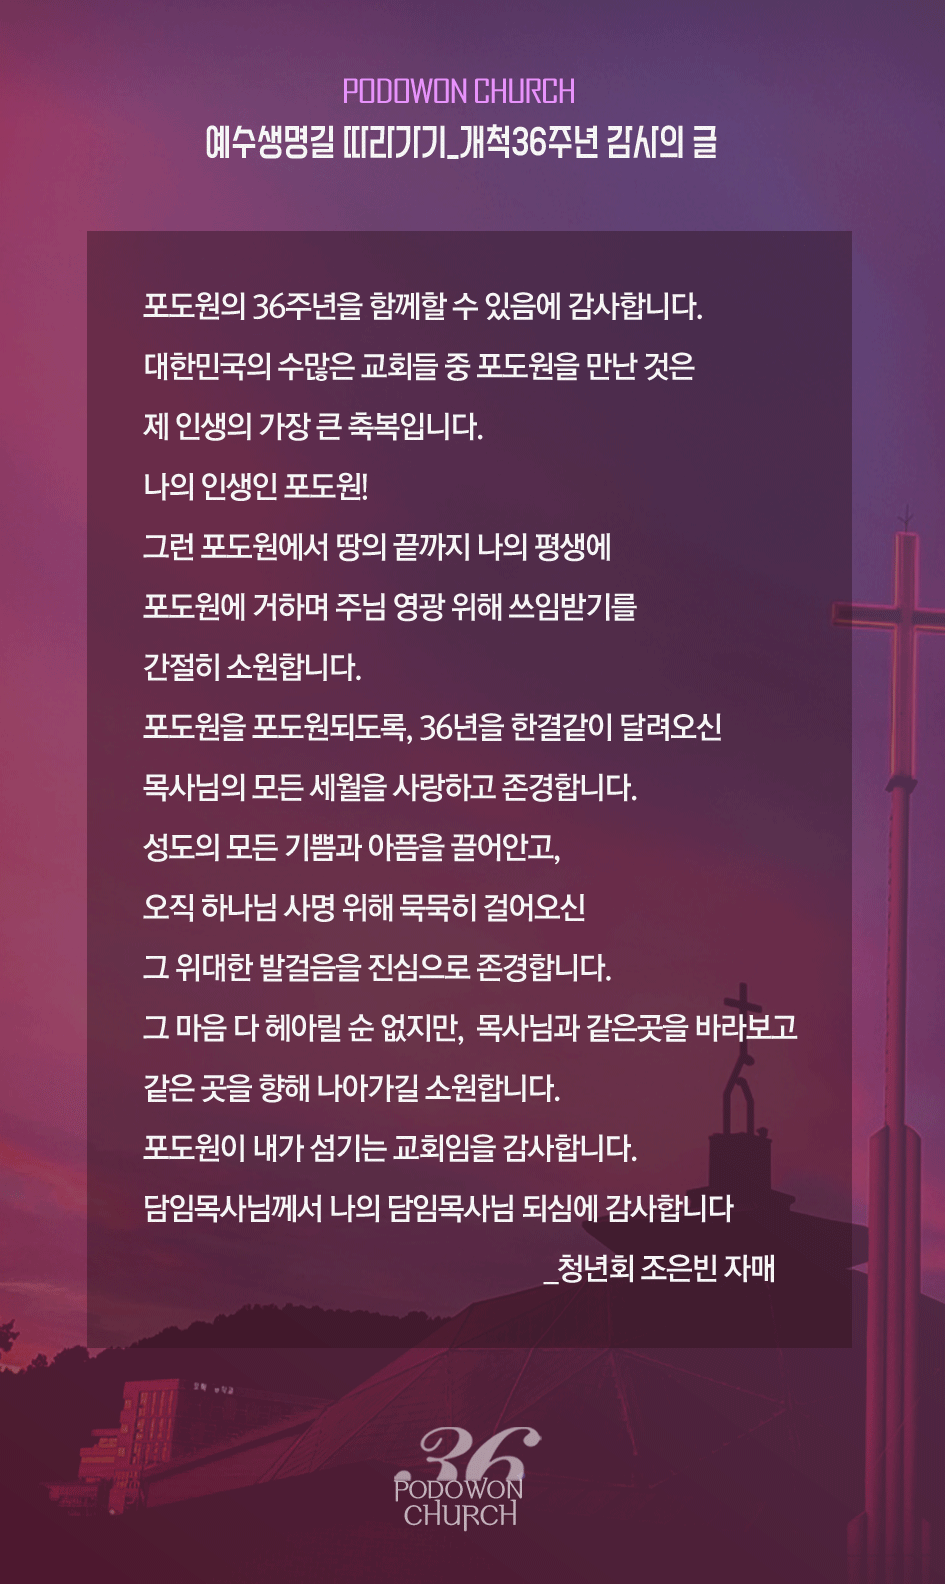 PODOWON CHURCH
예수생명길 따라가기_개척36주년 감사의 글
포도원의 36주년을 함께할 수 있음에 감사합니다.
대한민국의 수많은 교회들 중 포도원을 만난 것은
제 인생의 가장 큰 축복입니다.
나의 인생인 포도원!
그런 포도원에서 땅의 끝까지 나의 평생에
포도원에 거하며 주님 영광 위해 쓰임받기를
간절히 소원합니다.
포도원을 포도원되도록, 36년을 한결같이 달려오신
목사님의 모든 세월을 사랑하고 존경합니다.
성도의 모든 기쁨과 아픔을 끌어안고,
오직 하나님 사명 위해 묵묵히 걸어오신
그 위대한 발걸음을 진심으로 존경합니다.
그 마음 다 헤아릴 순 없지만, 목사님과 같은곳을 바라보고
같은 곳을 향해 나아가길 소원합니다.
포도원이 내가 섬기는 교회임을 감사합니다.
담임목사님께서 나의 담임목사님 되심에 감사합니다
_청년회 조은빈 자매
36
PODOWON
CHURCH